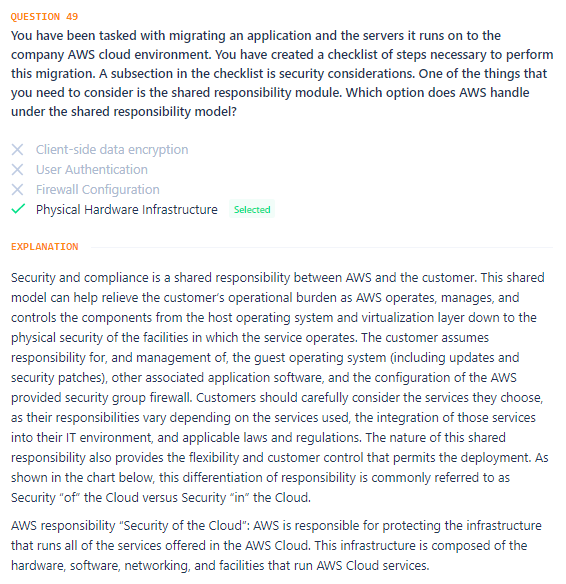 QUESTION 49
You have been tasked with migrating an application and the servers it runs on to the
company AWS cloud environment. You have created a checklist of steps necessary to perform
this migration. A subsection in the checklist is security considerations. One of the things that
you need to consider is the shared responsibility module. Which option does AWS handle
under the shared responsibility model?
Client-side data encryption
User Authentication
Firewall Configuration
Physical Hardware Infrastructure Selected
EXPLANATION
Security and compliance is a shared responsibility between AWS and the customer. This shared
model can help relieve the customer's operational burden as AWS operates, manages, and
controls the components from the host operating system and virtualization layer down to the
physical security of the facilities in which the service operates. The customer assumes
responsibility for, and management of, the guest operating system (including updates and
security patches), other associated application software, and the configuration of the AWS
provided security group firewall. Customers should carefully consider the services they choose,
as their responsibilities vary depending on the services used, the integration of those services
into their IT environment, and applicable laws and regulations. The nature of this shared
responsibility also provides the flexibility and customer control that permits the deployment. As
shown in the chart below, this differentiation of responsibility is commonly referred to as
Security “of” the Cloud versus Security “in” the Cloud.
AWS responsibility “Security of the Cloud”: AWS is responsible for protecting the infrastructure
that runs all of the services offered in the AWS Cloud. This infrastructure is composed of the
hardware, software, networking, and facilities that run AWS Cloud services.